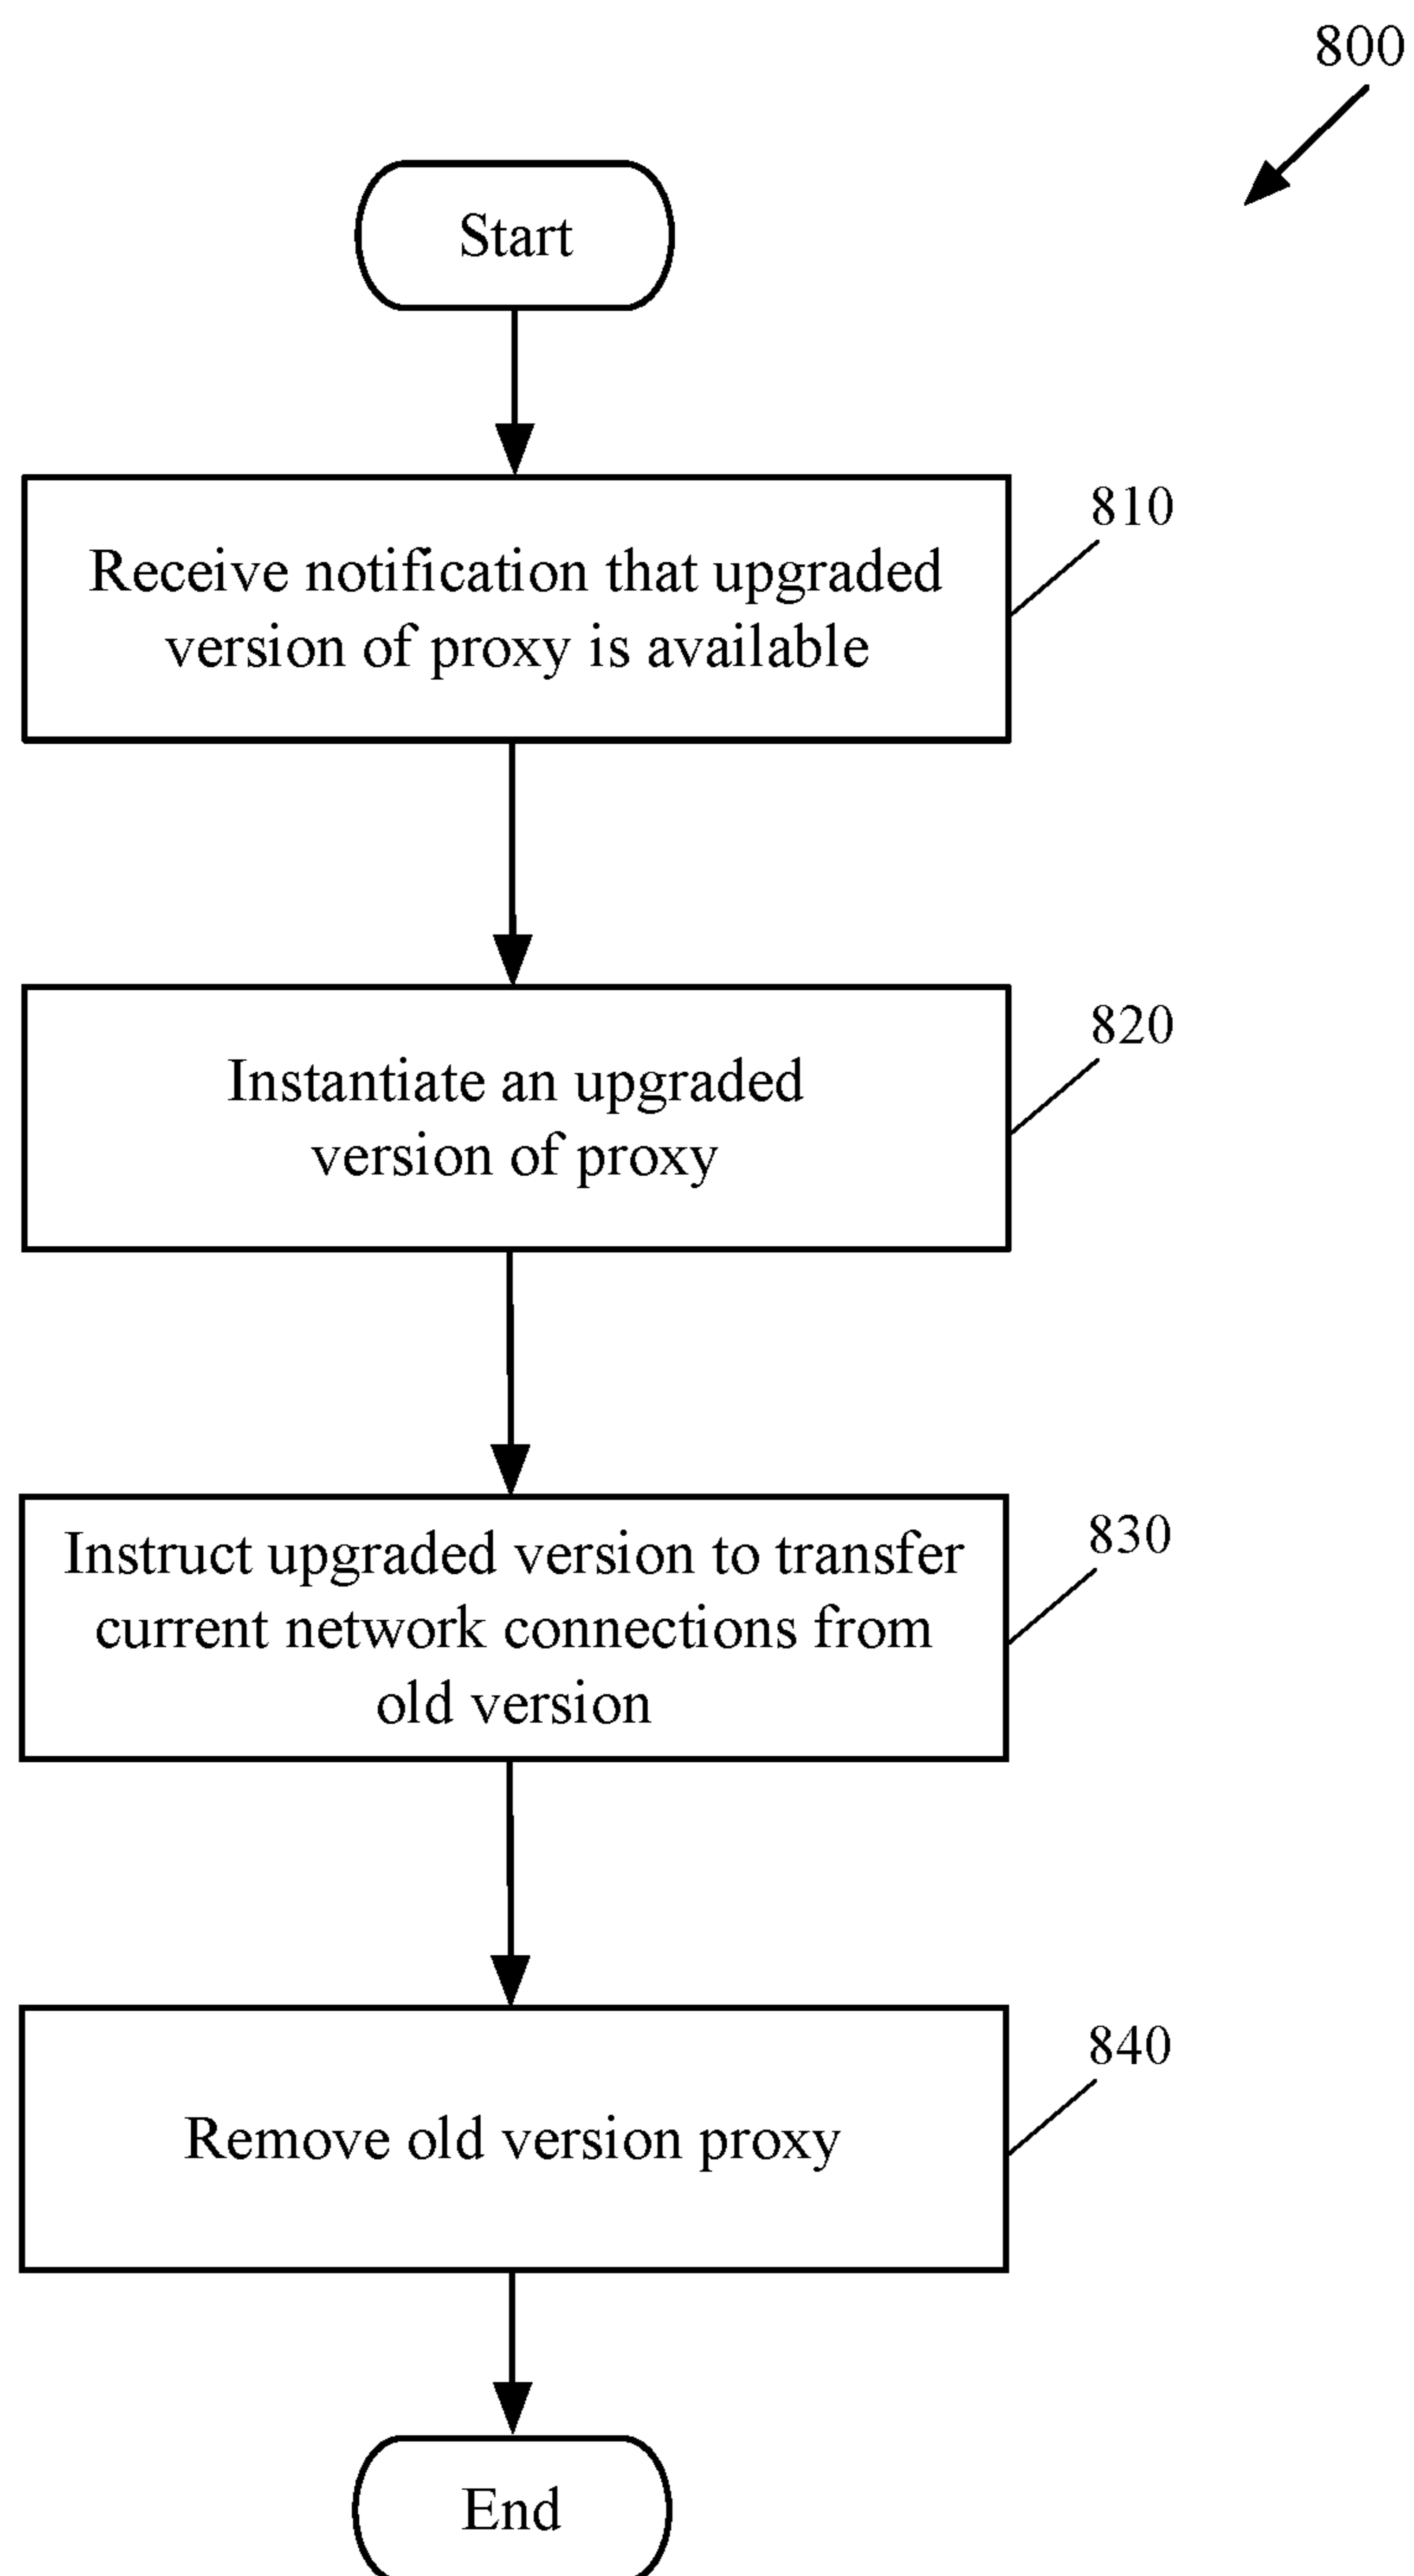 800
Start
810
Receive notification that upgraded
version of proxy is available
820
Instantiate an upgraded
version of proxy
830
Instruct upgraded version to transfer
current network connections from
old version
840
Remove old version proxy
End